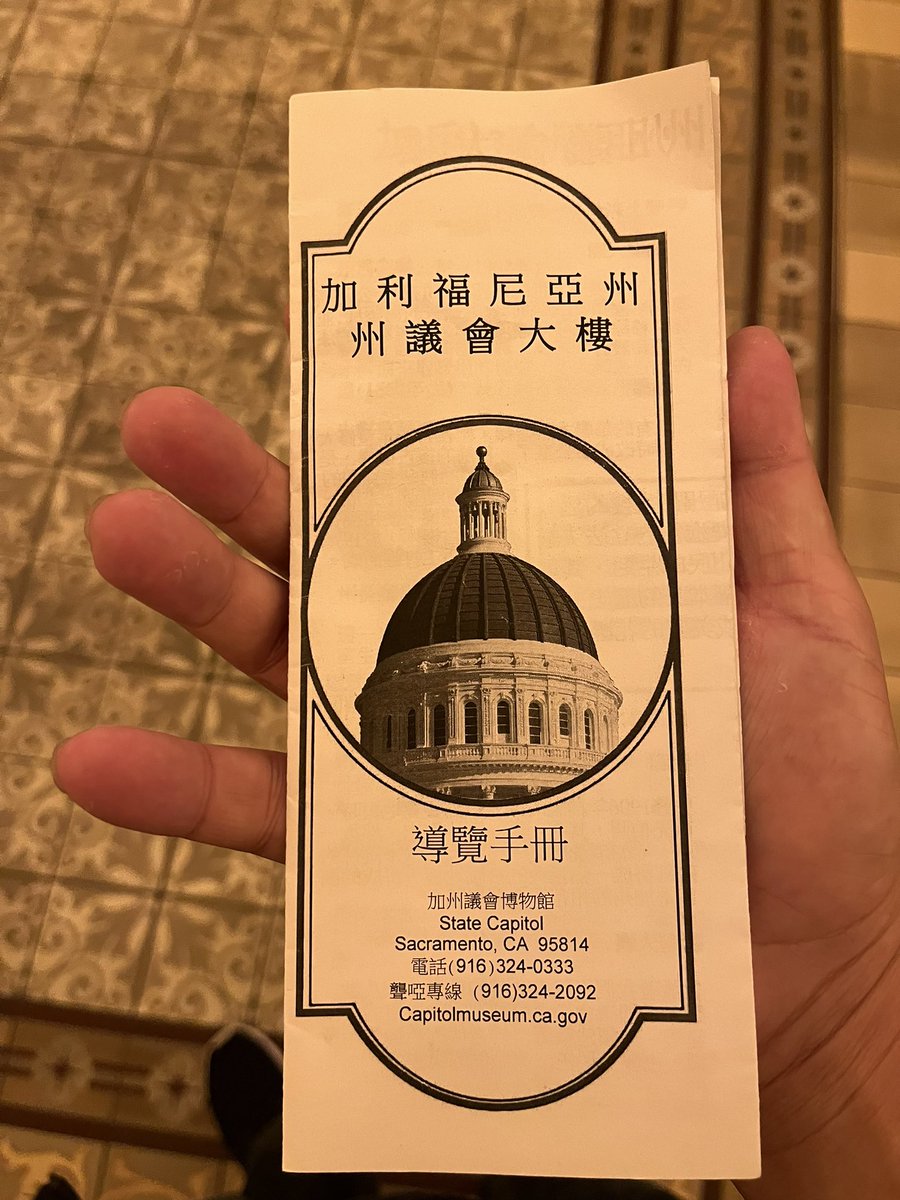 加利福尼亞州
州議會大樓
導覽手冊
加州議會博物館
State Capitol
Sacramento, CA 95814
電話(916)324-0333
聾啞專線 (916)324-2092
Capitolmuseum.ca.gov